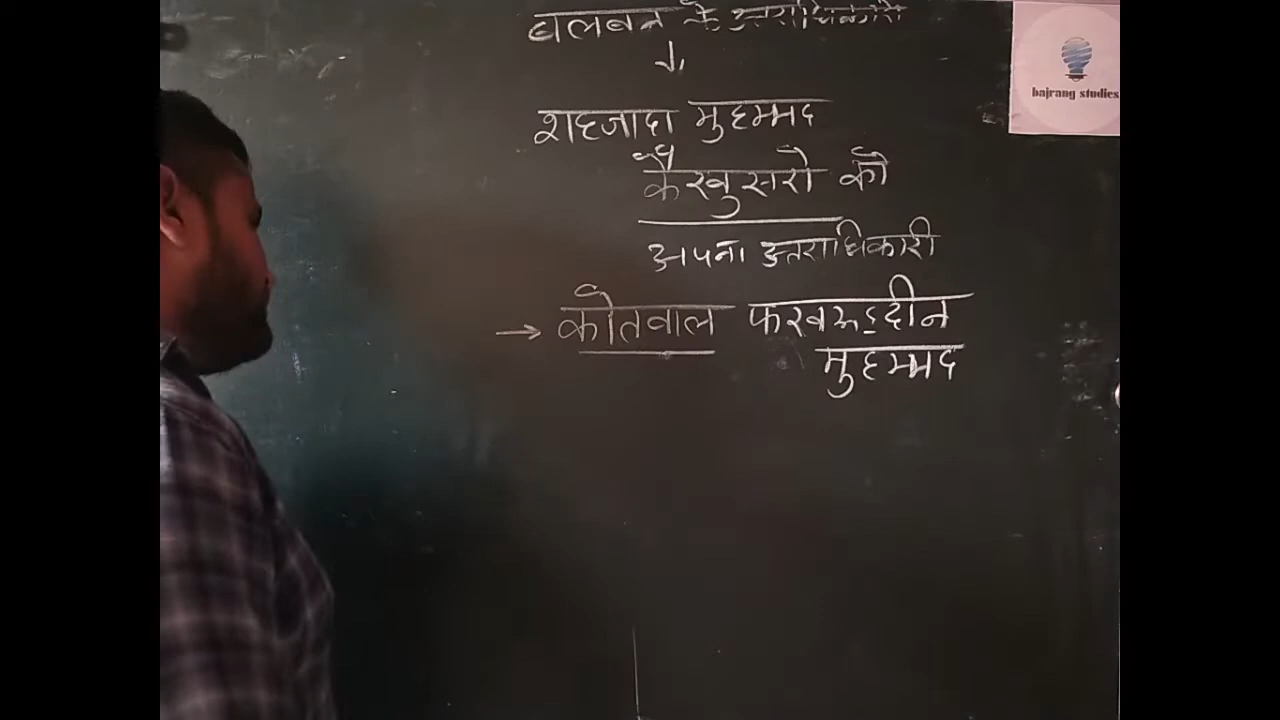 बलबन के उत्तराधिकारी
शहजादा मुहम्मद
कैखुसरो को
अपना उत्तराधिकारी
→ कोतवाल फखरूद्दीन
मुहम्मद
bajrang studies